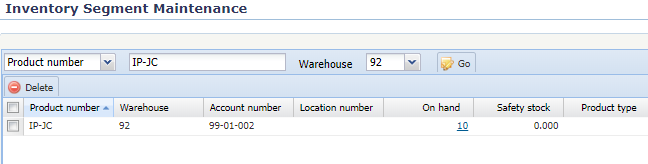 Inventory Segment Maintenance
Product number IP-JC Warehouse 92 Go
Delete
Product number Warehouse Account number Location number On hand Safety stock Product type
IP-JC 92 99-01-002 10 0.000